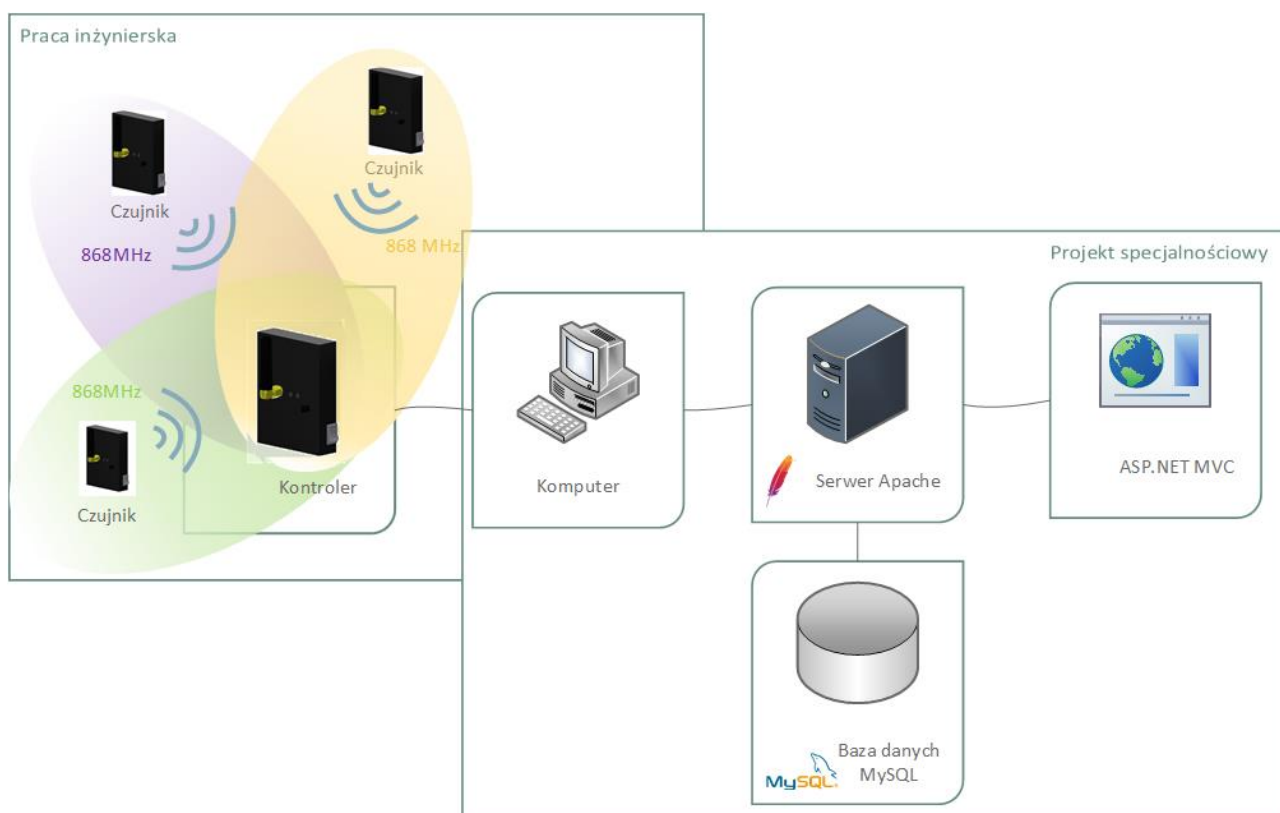 Praca inżynierska
Czujnik
Czujnik
868MHz
868 MHz
Projekt specjalnościowy
868MHz
Czujnik
Kontroler
Komputer
Serwer Apache
ASP.NET MVC
Baza danych
MySQL
MySQL